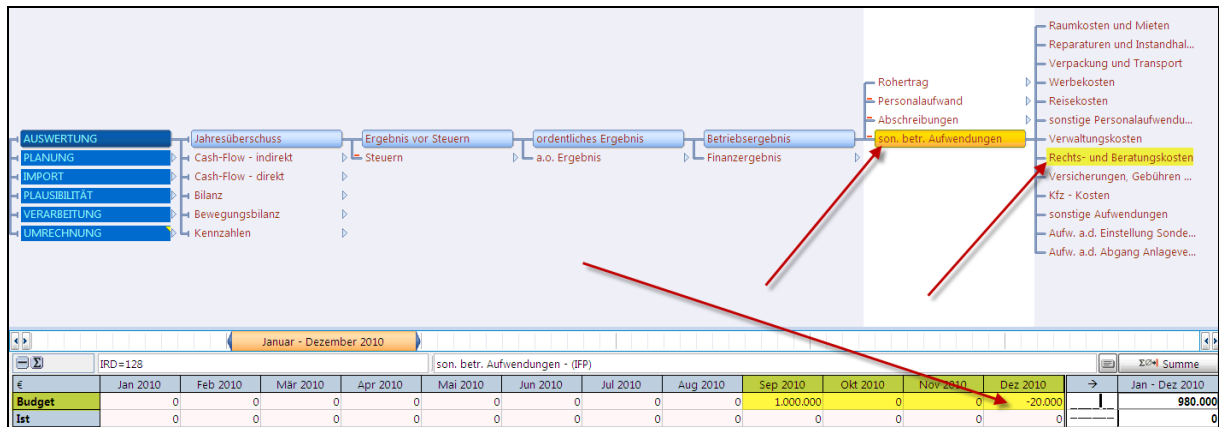 Raumkosten und Mieten
Reparaturen und Instandhal...
Verpackung und Transport
Rohertrag Werbekosten
Personalaufwand Reisekosten
Abschreibungen sonstige Personalaufwendu...
AUSWERTUNG Jahresüberschuss Ergebnis vor Steuern ordentliches Ergebnis Betriebsergebnis son. betr. Aufwendungen Verwaltungskosten
PLANUNG Cash-Flow - indirekt Steuern a.o. Ergebnis Finanzergebnis Rechts- und Beratungskosten
IMPORT Cash-Flow - direkt Versicherungen, Gebühren ...
PLAUSIBILITÄT Bilanz Kfz - Kosten
VERARBEITUNG Bewegungsbilanz sonstige Aufwendungen
UMRECHNUNG Kennzahlen Aufw. a.d. Einstellung Sonde...
Aufw. a.d. Abgang Anlageve...
Januar - Dezember 2010
IRD=128 son. betr. Aufwendungen - (IFP) ΣØ Summe
€ Jan 2010 Feb 2010 Mär 2010 Apr 2010 Mai 2010 Jun 2010 Jul 2010 Aug 2010 Sep 2010 Okt 2010 Nov 2010 Dez 2010 → Jan - Dez 2010
Budget 0 0 0 0 0 0 0 0 1.000.000 0 0 -20.000 980.000
Ist 0 0 0 0 0 0 0 0 0 0 0 0 0